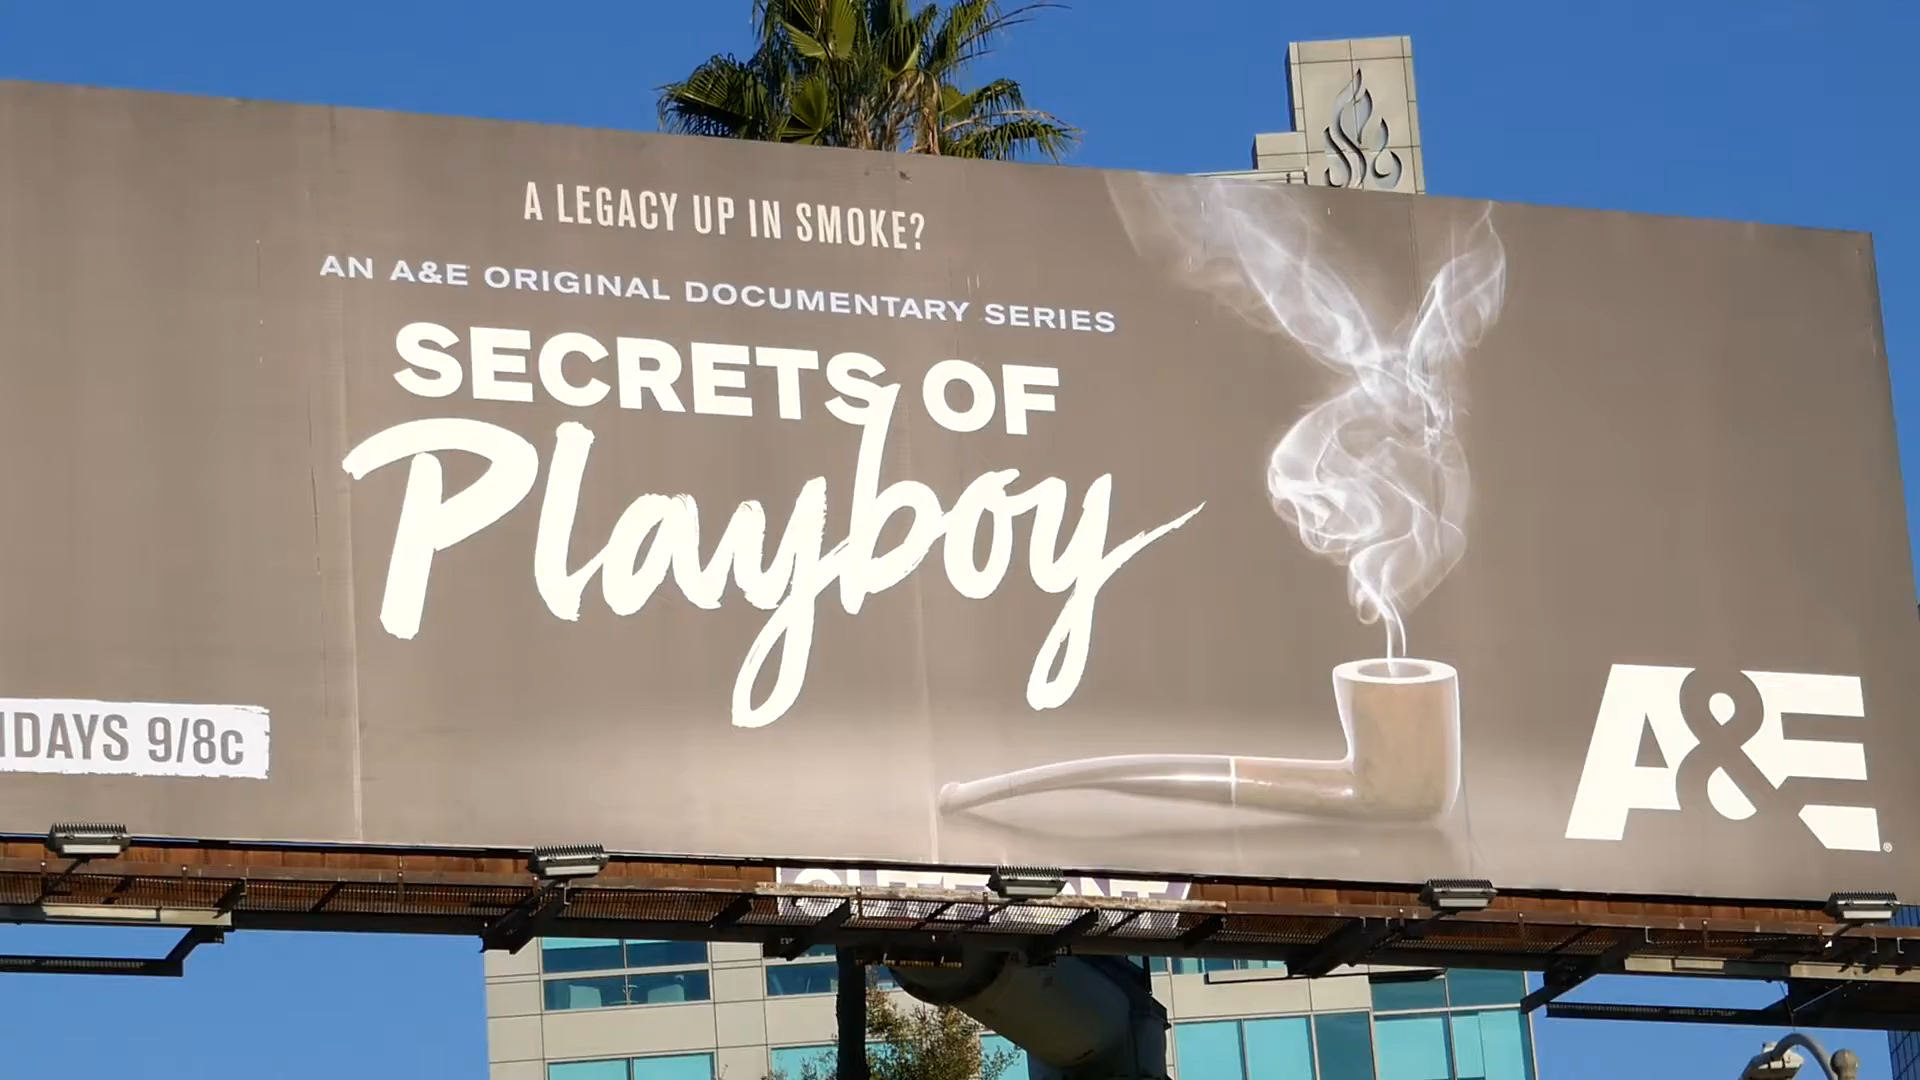 A LEGACY UP IN SMOKE?
AN A&E ORIGINAL DOCUMENTARY SERIES
SECRETS OF
Playboy
IDAYS 9/8c
A&E®